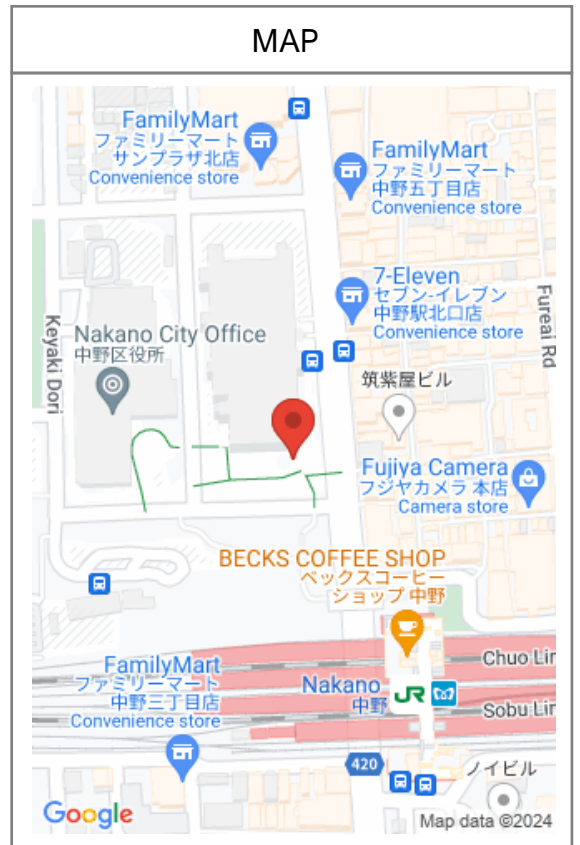 MAP
FamilyMart
ファミリーマート
サンプラザ北店
Convenience store
FamilyMart
ファミリーマート
中野五丁目店
Convenience store
7-Eleven
セブン-イレブン
中野駅北口店
Convenience store
Fureai Rd
Keyaki Dori
Nakano City Office
中野区役所
筑紫屋ビル
Fujiya Camera
フジヤカメラ 本店
Camera store
BECKS COFFEE SHOP
ベックスコーヒー
ショップ 中野
Chuo Lin
FamilyMart
ファミリーマート
中野三丁目店
Convenience store
Nakano
中野
JR
Sobu Lin
420
ノイビル
Google
Map data ©2024